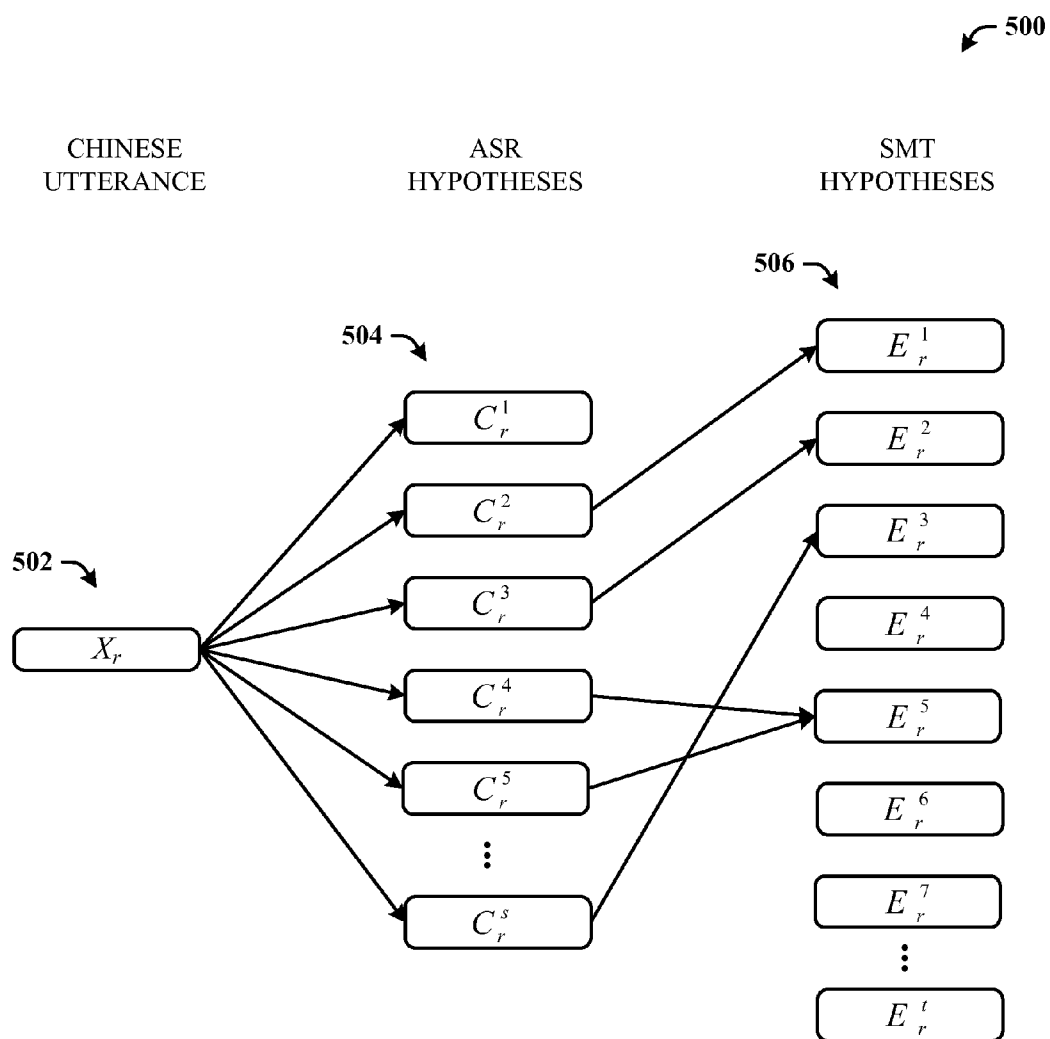 500
CHINESE
UTTERANCE
ASR
HYPOTHESES
SMT
HYPOTHESES
502
X_r
504
C_r^1
C_r^2
C_r^3
C_r^4
C_r^5
⋮
C_r^s
506
E_r^1
E_r^2
E_r^3
E_r^4
E_r^5
E_r^6
E_r^7
⋮
E_r^t